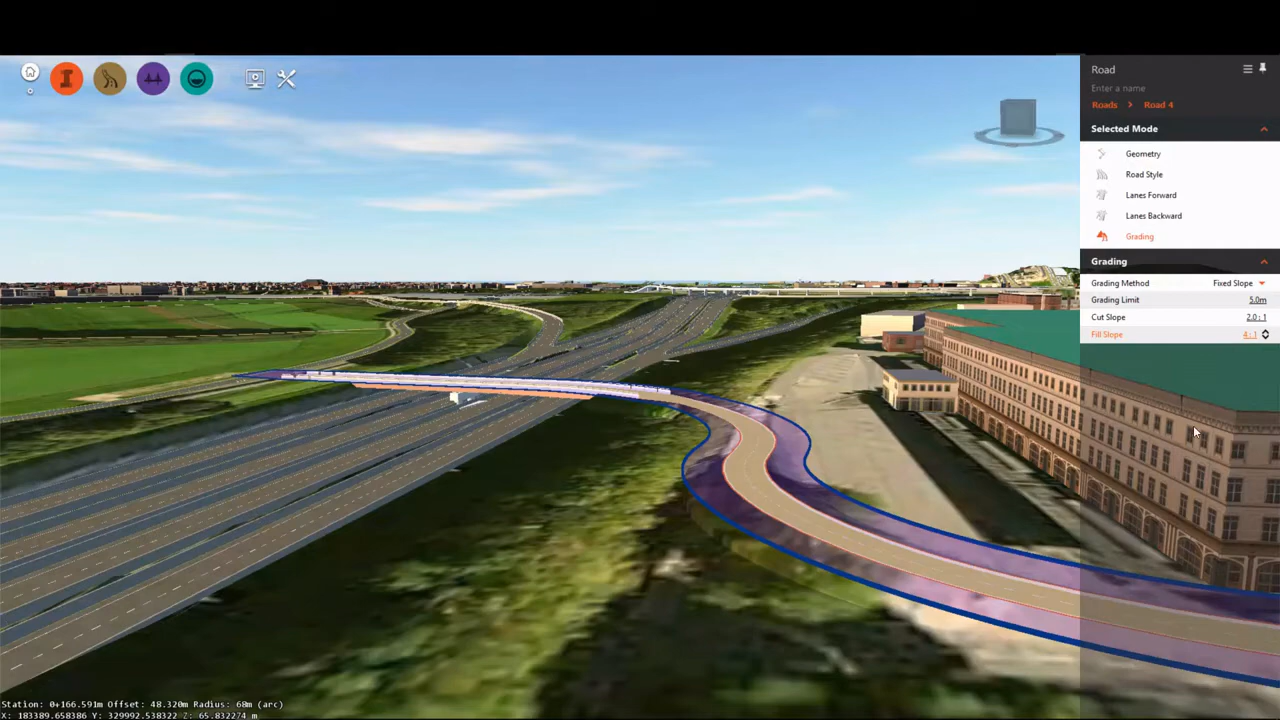 Road
Enter a name
Roads > Road 4
Selected Mode
Geometry
Road Style
Lanes Forward
Lanes Backward
Grading
Grading
Grading Method Fixed Slope
Grading Limit 5.0m
Cut Slope 2.0 : 1
Fill Slope 4 : 1
Station: 0+166.591m Offset: 48.320m Radius: 68m (arc)
X: 183389.658386 Y: 329992.538322 Z: 65.832274 m